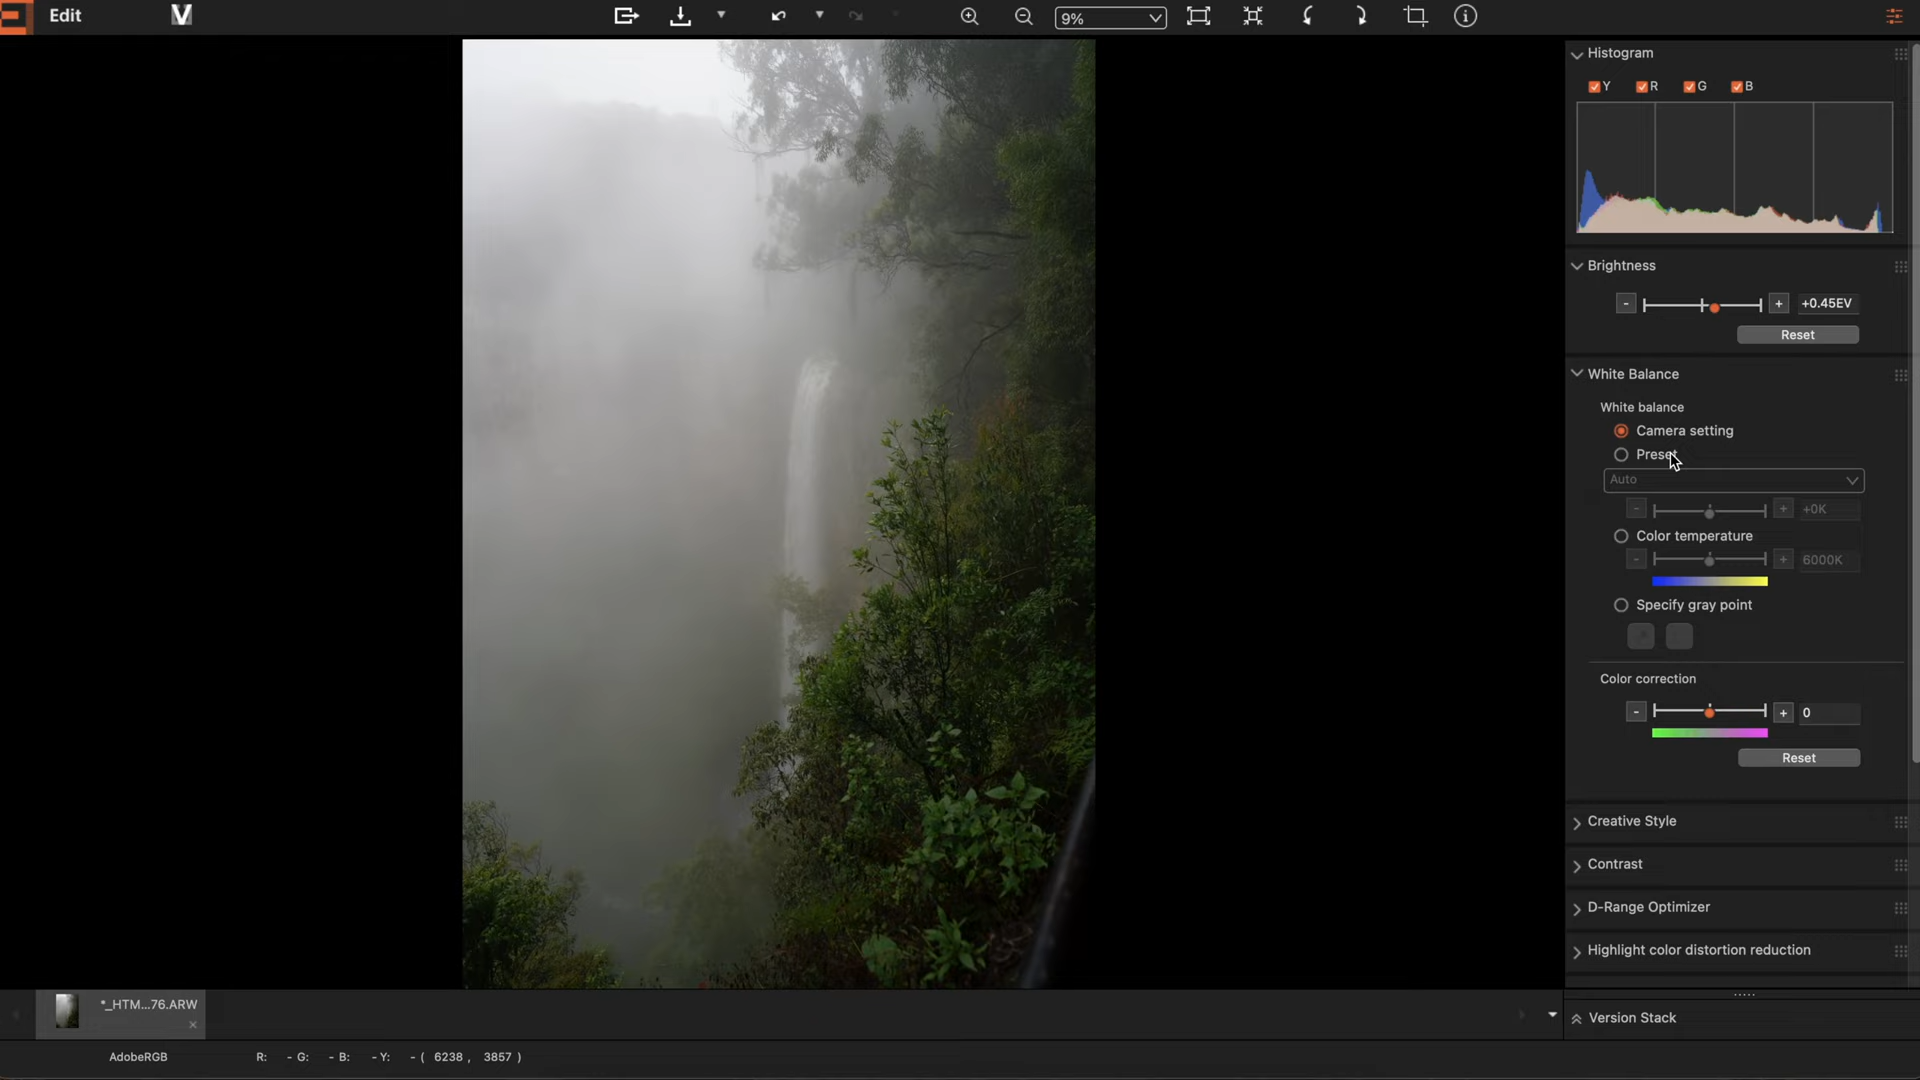 Edit
V
9%
Histogram
Y R G B
Brightness
- + +0.45EV
Reset
White Balance
White balance
Camera setting
Preset
Auto
- + +0K
Color temperature
- + 6000K
Specify gray point
Color correction
- + 0
Reset
Creative Style
Contrast
D-Range Optimizer
Highlight color distortion reduction
*_HTM...76.ARW
Version Stack
AdobeRGB R: - G: - B: - Y: - ( 6238 , 3857 )